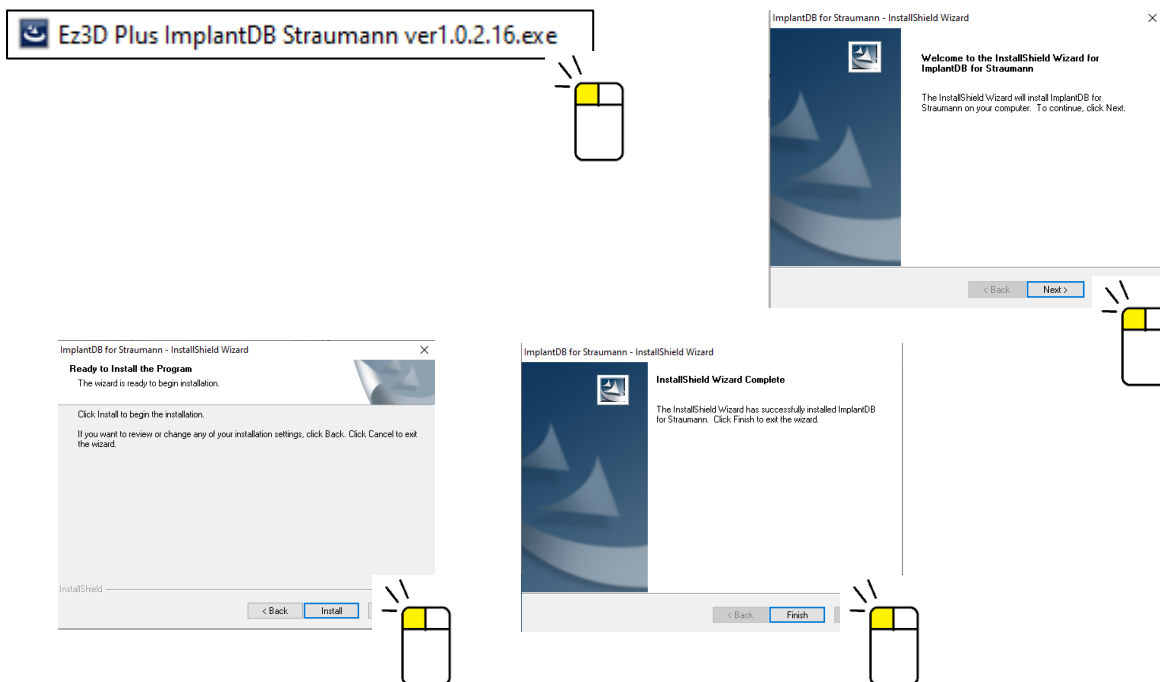 Ez3D Plus ImplantDB Straumann ver1.0.2.16.exe
ImplantDB for Straumann - InstallShield Wizard
Welcome to the InstallShield Wizard for
ImplantDB for Straumann
The InstallShield Wizard will install ImplantDB for
Straumann on your computer. To continue, click Next.
< Back
Next >
ImplantDB for Straumann - InstallShield Wizard
Ready to Install the Program
The wizard is ready to begin installation.
Click Install to begin the installation.
If you want to review or change any of your installation settings, click Back. Click Cancel to exit
the wizard.
InstallShield
< Back
Install
ImplantDB for Straumann - InstallShield Wizard
InstallShield Wizard Complete
The InstallShield Wizard has successfully installed ImplantDB
for Straumann. Click Finish to exit the wizard.
< Back
Finish